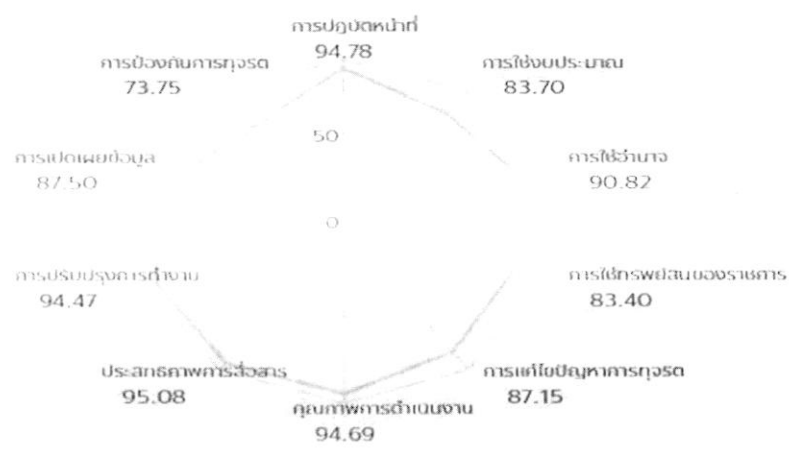 การปฏิบัติหน้าที่
94.78
การป้องกันการทุจริต
73.75
การใช้งบประมาณ
83.70
50
การเปิดเผยข้อมูล
87.50
การใช้อำนาจ
90.82
0
การปรับปรุงการทำงาน
94.47
การใช้ทรัพย์สินของราชการ
83.40
ประสิทธิภาพการสื่อสาร
95.08
การแก้ไขปัญหาการทุจริต
87.15
คุณภาพการดำเนินงาน
94.69